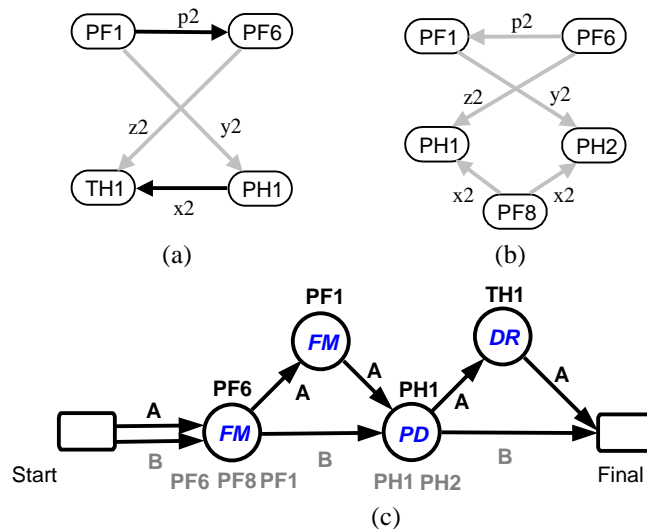 PF1 p2 PF6
z2 y2
TH1 x2 PH1
(a)
PF1 p2 PF6
z2 y2
PH1 PH2
x2 x2
PF8
(b)
PF1 TH1
FM DR
A A A A
PF6 PH1
A FM PD
Start B B B Final
PF6 PF8 PF1 PH1 PH2
(c)